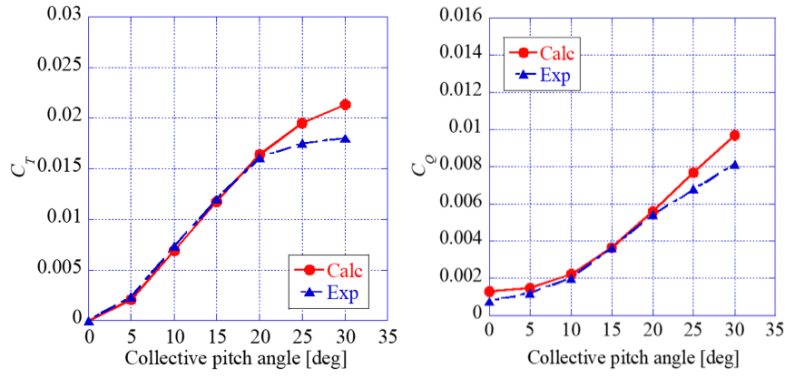 0.03
0.025
0.02
0.015
0.01
0.005
0
C_T
Calc
Exp
0 5 10 15 20 25 30 35
Collective pitch angle [deg]
0.016
0.014
0.012
0.01
0.008
0.006
0.004
0.002
0
C_Q
Calc
Exp
0 5 10 15 20 25 30 35
Collective pitch angle [deg]